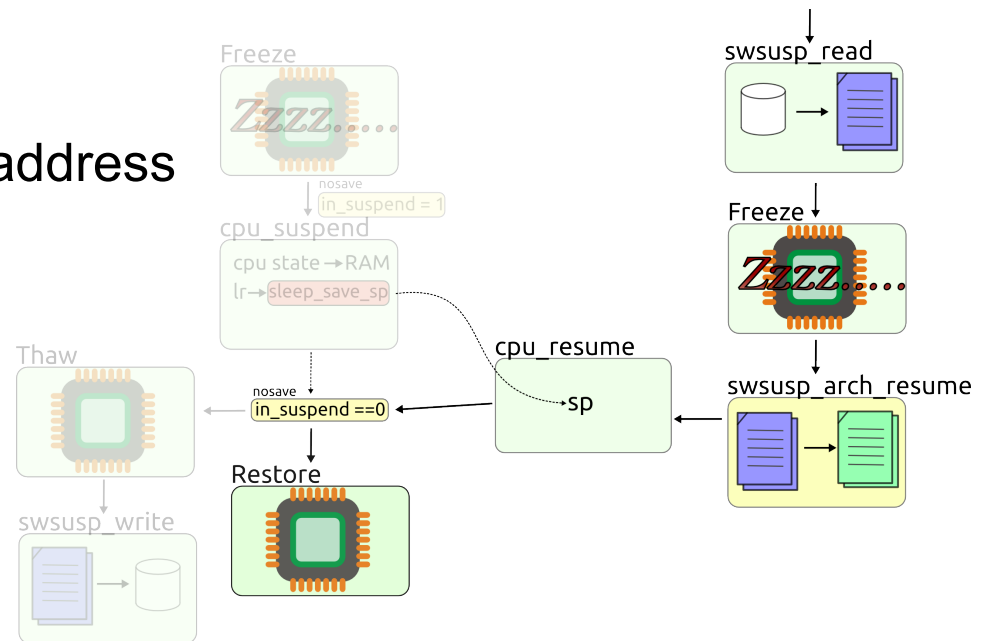 address
Freeze
Zzzz.....
nosave
in_suspend = 1
cpu_suspend
cpu state → RAM
lr→ sleep_save_sp
Thaw
swsusp_write
nosave
in_suspend ==0
Restore
cpu_resume
sp
swsusp_read
Freeze
Zzzz.....
swsusp_arch_resume